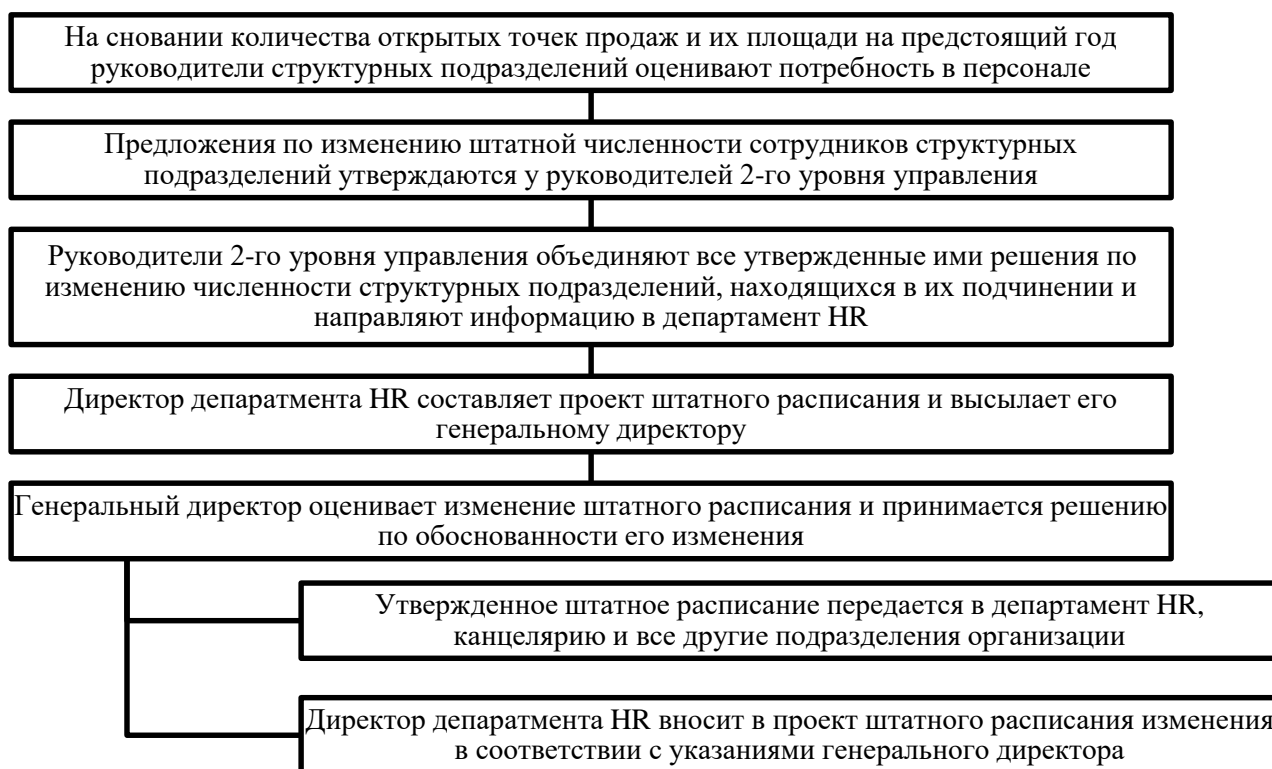 На сновании количества открытых точек продаж и их площади на предстоящий год
руководители структурных подразделений оценивают потребность в персонале
Предложения по изменению штатной численности сотрудников структурных
подразделений утверждаются у руководителей 2-го уровня управления
Руководители 2-го уровня управления объединяют все утвержденные ими решения по
изменению численности структурных подразделений, находящихся в их подчинении и
направляют информацию в департамент HR
Директор депаратмента HR составляет проект штатного расписания и высылает его
генеральному директору
Генеральный директор оценивает изменение штатного расписания и принимается решению
по обоснованности его изменения
Утвержденное штатное расписание передается в департамент HR,
канцелярию и все другие подразделения организации
Директор депаратмента HR вносит в проект штатного расписания изменения
в соответствии с указаниями генерального директора